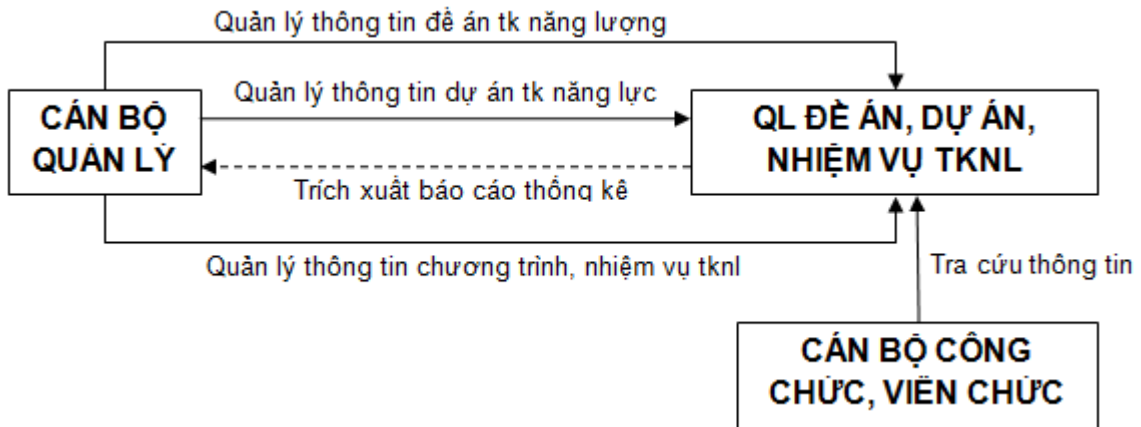 Quản lý thông tin đề án tk năng lượng
Quản lý thông tin dự án tk năng lực
CÁN BỘ
QUẢN LÝ
QL ĐỀ ÁN, DỰ ÁN,
NHIỆM VỤ TKNL
Trích xuất báo cáo thống kê
Quản lý thông tin chương trình, nhiệm vụ tknl
Tra cứu thông tin
CÁN BỘ CÔNG
CHỨC, VIÊN CHỨC